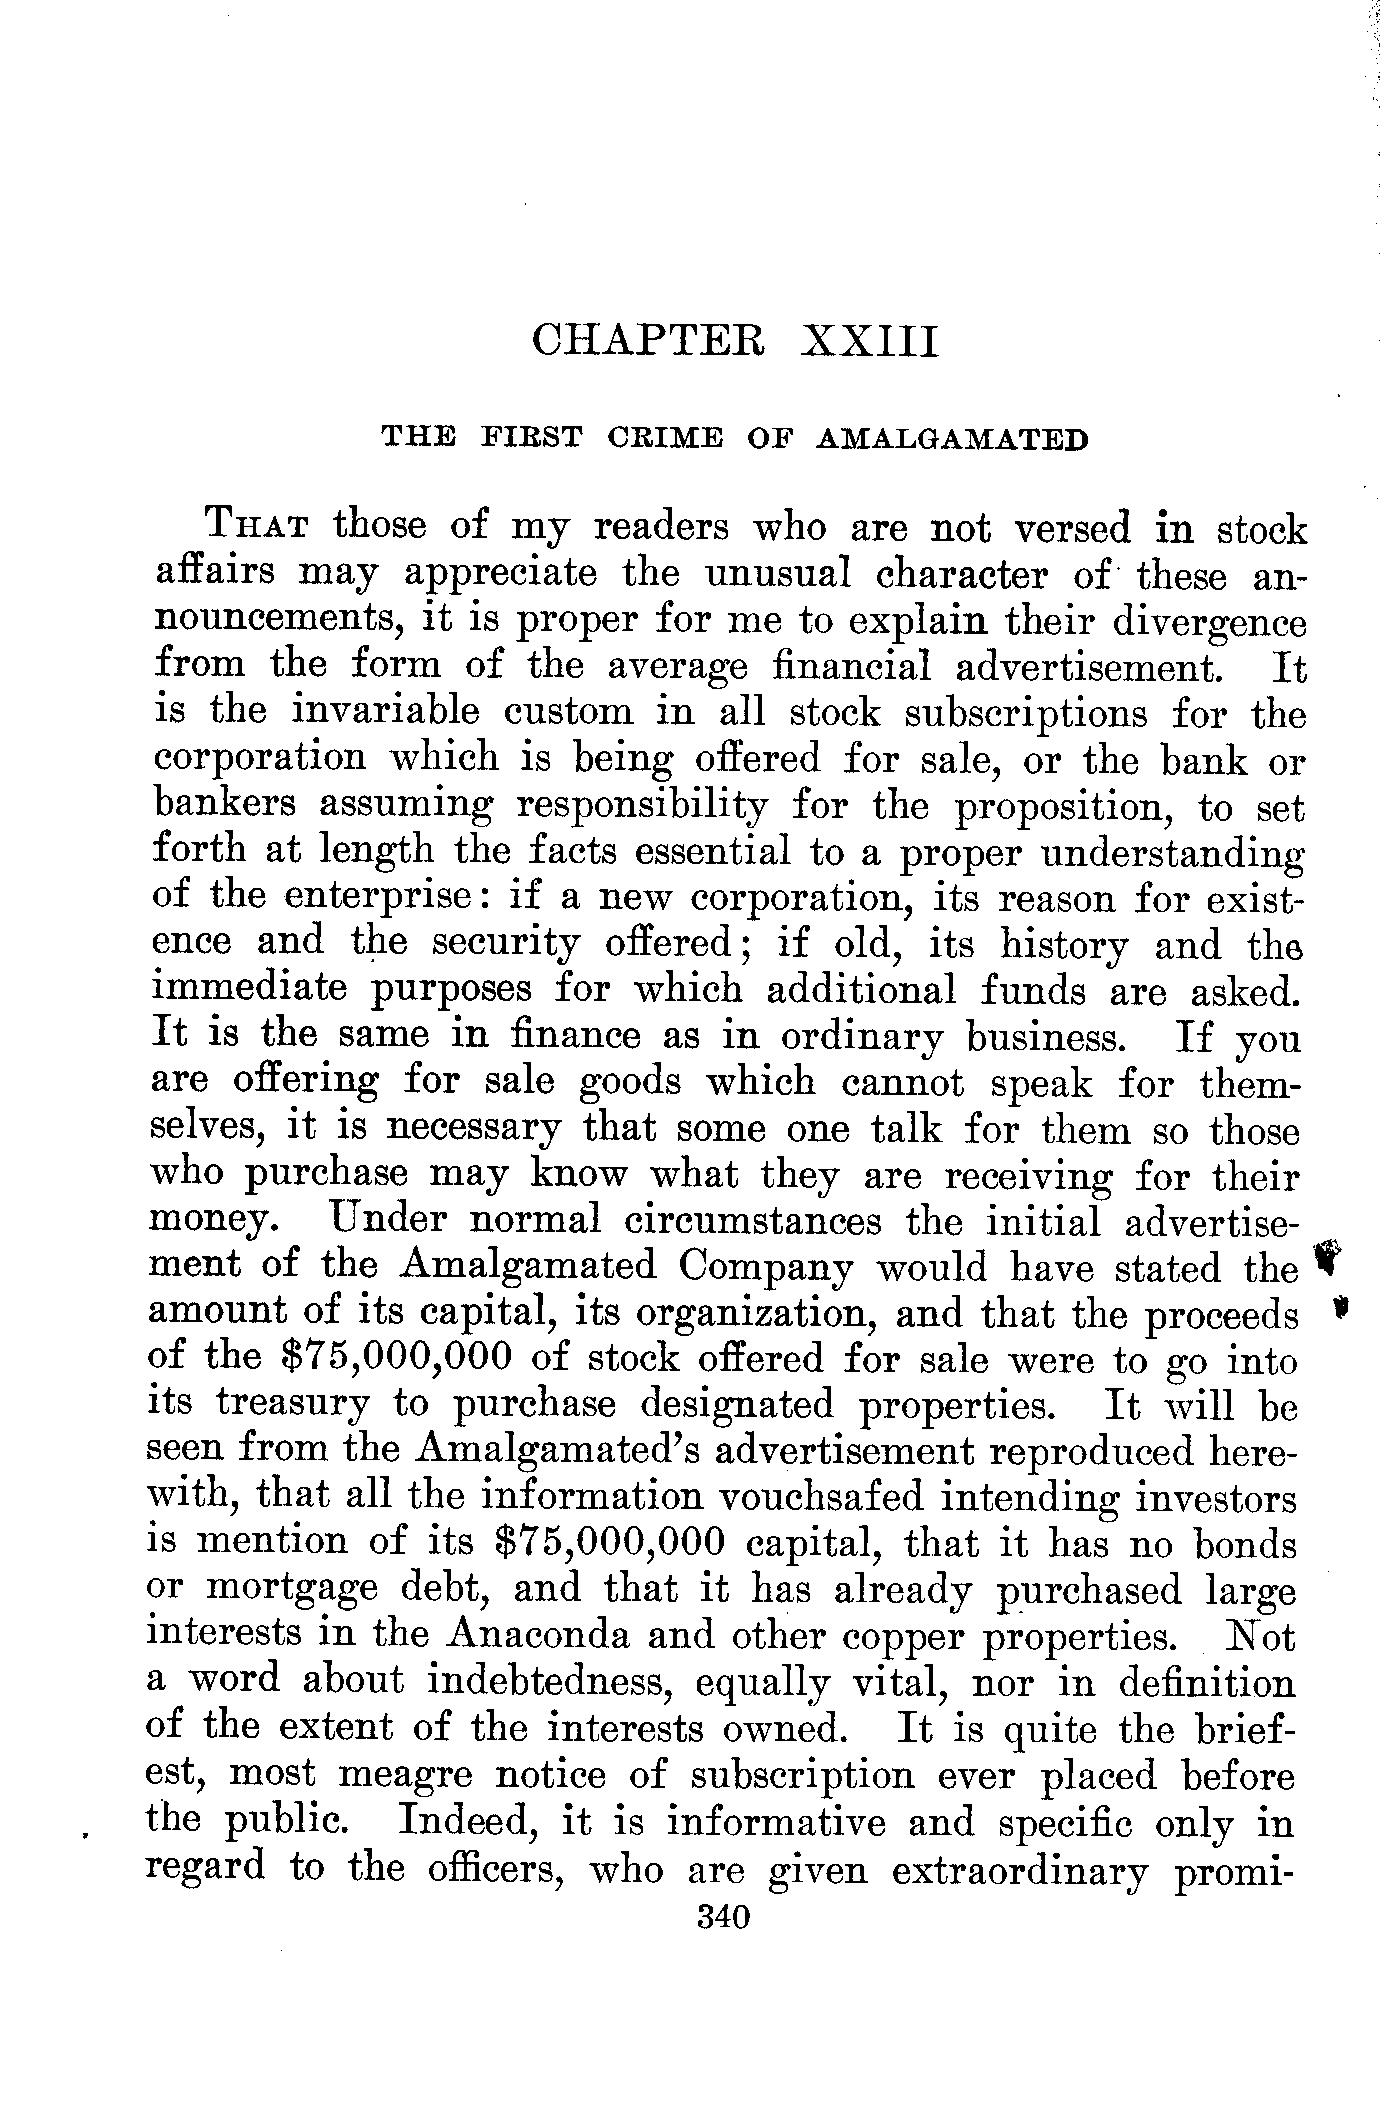 CHAPTER XXIII
THE FIRST CRIME OF AMALGAMATED
THAT those of my readers who are not versed in stock
affairs may appreciate the unusual character of these an-
nouncements, it is proper for me to explain their divergence
from the form of the average financial advertisement. It
is the invariable custom in all stock subscriptions for the
corporation which is being offered for sale, or the bank or
bankers assuming responsibility for the proposition, to set
forth at length the facts essential to a proper understanding
of the enterprise: if a new corporation, its reason for exist-
ence and the security offered; if old, its history and the
immediate purposes for which additional funds are asked.
It is the same in finance as in ordinary business. If you
are offering for sale goods which cannot speak for them-
selves, it is necessary that some one talk for them so those
who purchase may know what they are receiving for their
money. Under normal circumstances the initial advertise-
ment of the Amalgamated Company would have stated the
amount of its capital, its organization, and that the proceeds
of the $75,000,000 of stock offered for sale were to go into
its treasury to purchase designated properties. It will be
seen from the Amalgamated's advertisement reproduced here-
with, that all the information vouchsafed intending investors
is mention of its $75,000,000 capital, that it has no bonds
or mortgage debt, and that it has already purchased large
interests in the Anaconda and other copper properties. Not
a word about indebtedness, equally vital, nor in definition
of the extent of the interests owned. It is quite the brief-
est, most meagre notice of subscription ever placed before
the public. Indeed, it is informative and specific only in
regard to the officers, who are given extraordinary promi-
340